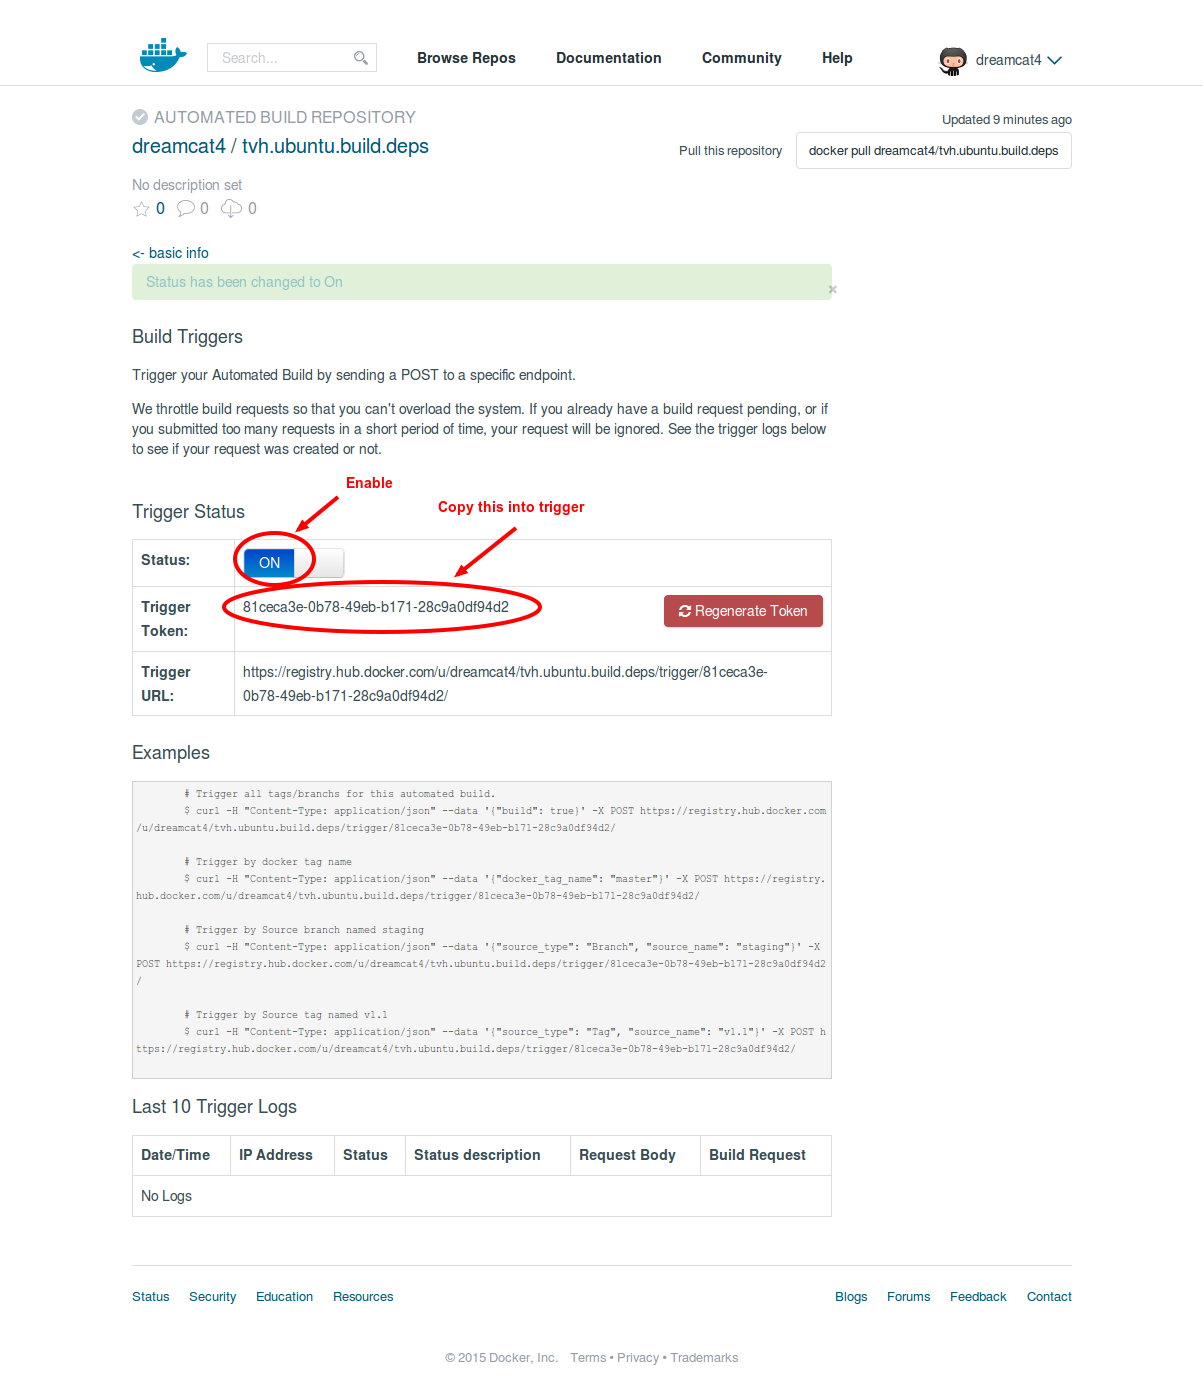 Search...
Browse Repos
Documentation
Community
Help
dreamcat4
AUTOMATED BUILD REPOSITORY
Updated 9 minutes ago
dreamcat4 / tvh.ubuntu.build.deps
Pull this repository
docker pull dreamcat4/tvh.ubuntu.build.deps
No description set
0 0 0
<- basic info
Status has been changed to On
×
Build Triggers
Trigger your Automated Build by sending a POST to a specific endpoint.
We throttle build requests so that you can't overload the system. If you already have a build request pending, or if
you submitted too many requests in a short period of time, your request will be ignored. See the trigger logs below
to see if your request was created or not.
Enable
Copy this into trigger
Trigger Status
Status:
ON
Trigger
Token:
81ceca3e-0b78-49eb-b171-28c9a0df94d2
Regenerate Token
Trigger
URL:
https://registry.hub.docker.com/u/dreamcat4/tvh.ubuntu.build.deps/trigger/81ceca3e-
0b78-49eb-b171-28c9a0df94d2/
Examples
# Trigger all tags/branchs for this automated build.
$ curl -H "Content-Type: application/json" --data '{"build": true}' -X POST https://registry.hub.docker.com
/u/dreamcat4/tvh.ubuntu.build.deps/trigger/81ceca3e-0b78-49eb-b171-28c9a0df94d2/
# Trigger by docker tag name
$ curl -H "Content-Type: application/json" --data '{"docker_tag_name": "master"}' -X POST https://registry.
hub.docker.com/u/dreamcat4/tvh.ubuntu.build.deps/trigger/81ceca3e-0b78-49eb-b171-28c9a0df94d2/
# Trigger by Source branch named staging
$ curl -H "Content-Type: application/json" --data '{"source_type": "Branch", "source_name": "staging"}' -X
POST https://registry.hub.docker.com/u/dreamcat4/tvh.ubuntu.build.deps/trigger/81ceca3e-0b78-49eb-b171-28c9a0df94d2
/
# Trigger by Source tag named v1.1
$ curl -H "Content-Type: application/json" --data '{"source_type": "Tag", "source_name": "v1.1"}' -X POST h
ttps://registry.hub.docker.com/u/dreamcat4/tvh.ubuntu.build.deps/trigger/81ceca3e-0b78-49eb-b171-28c9a0df94d2/
Last 10 Trigger Logs
Date/Time
IP Address
Status
Status description
Request Body
Build Request
No Logs
Status
Security
Education
Resources
Blogs
Forums
Feedback
Contact
© 2015 Docker, Inc. Terms • Privacy • Trademarks